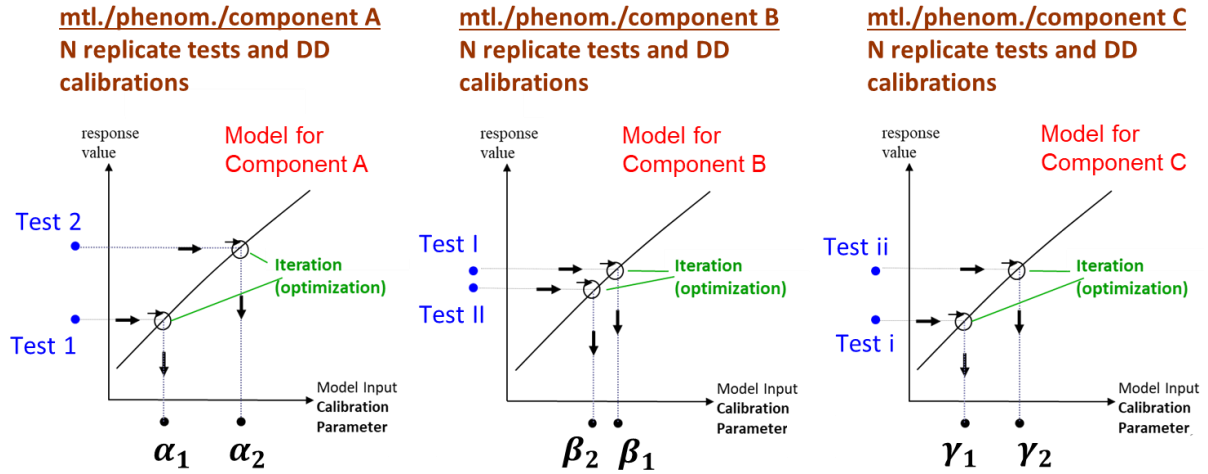 mtl./phenom./component A
N replicate tests and DD
calibrations
response
value
Model for
Component A
Test 2
Iteration
(optimization)
Test 1
Model Input
Calibration
Parameter
α₁
α₂
mtl./phenom./component B
N replicate tests and DD
calibrations
response
value
Model for
Component B
Test I
Iteration
(optimization)
Test II
Model Input
Calibration
Parameter
β₂
β₁
mtl./phenom./component C
N replicate tests and DD
calibrations
response
value
Model for
Component C
Test ii
Iteration
(optimization)
Test i
Model Input
Calibration
Parameter
γ₁
γ₂